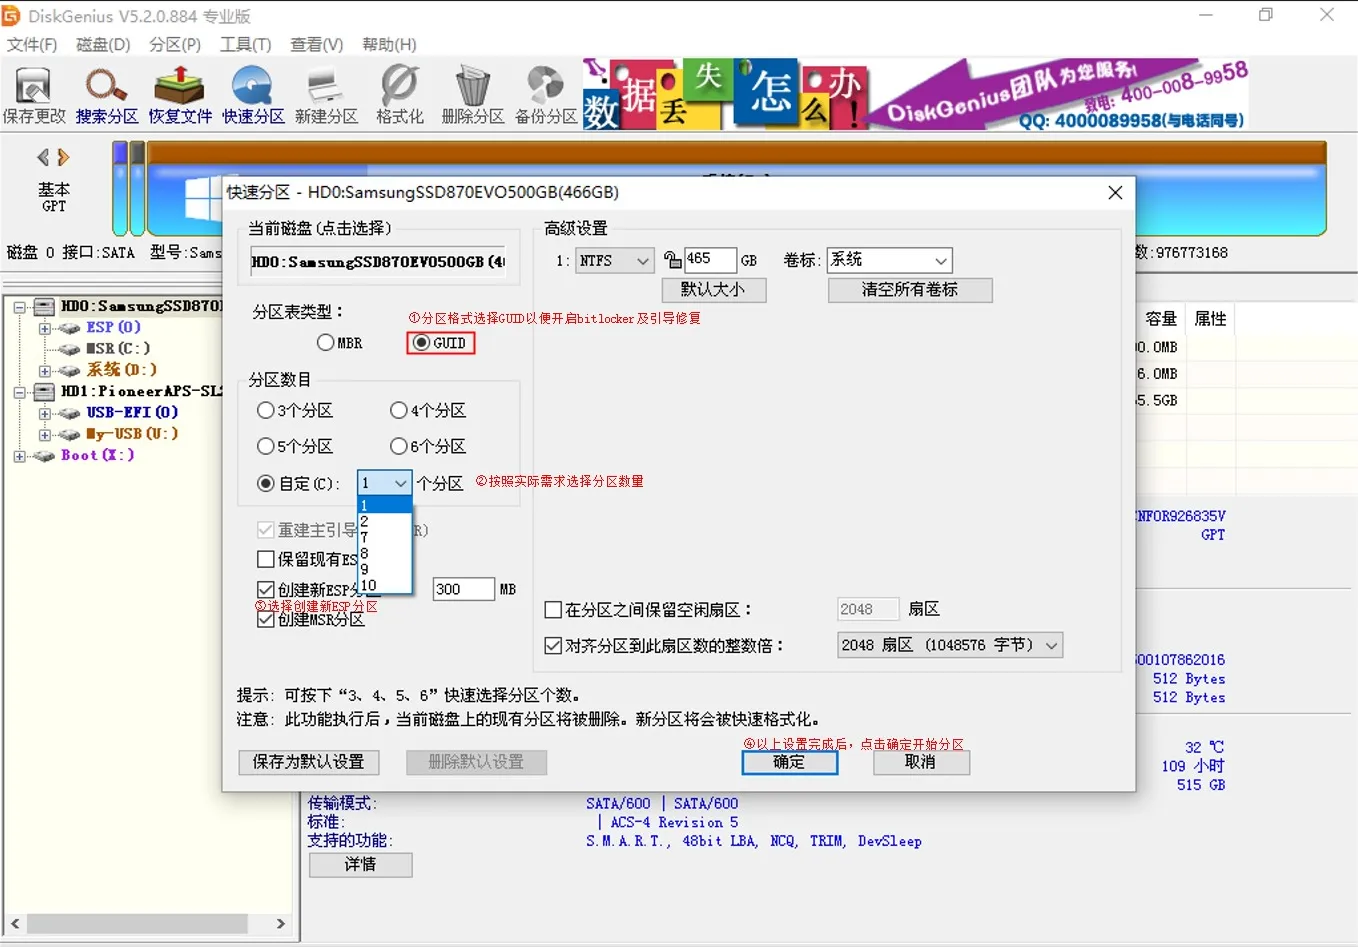 DiskGenius V5.2.0.884 专业版
文件(F) 磁盘(D) 分区(P) 工具(T) 查看(V) 帮助(H)
保存更改 搜索分区 恢复文件 快速分区 新建分区 格式化 删除分区 备份分区
数据丢失怎么办!
DiskGenius团队为您服务!
致电: 400-008-9958
QQ: 4000089958(与电话同号)
基本
GPT
磁盘 0 接口:SATA 型号:Sams
数:976773168
HD0:SamsungSSD870
ESP(0)
MSR(C:)
系统(D:)
HD1:PioneerAPS-SL
USB-EFI(0)
My-USB(U:)
Boot(X:)
快速分区 - HD0:SamsungSSD870EVO500GB(466GB)
当前磁盘(点击选择)
HD0:SamsungSSD870EVO500GB(4
分区表类型：
①分区格式选择GUID以便开启bitlocker及引导修复
MBR GUID
分区数目
3个分区 4个分区
5个分区 6个分区
自定(C): 1 个分区 ②按照实际需求选择分区数量
1
2
7
8
9
10
重建主引导 R)
保留现有ES
创建新ESP分区 300 MB
③选择创建新ESP分区
创建MSR分区
高级设置
1: NTFS 465 GB 卷标: 系统
默认大小 清空所有卷标
在分区之间保留空闲扇区： 2048 扇区
对齐分区到此扇区数的整数倍： 2048 扇区 (1048576 字节)
提示: 可按下“3、4、5、6”快速选择分区个数。
注意: 此功能执行后，当前磁盘上的现有分区将被删除。新分区将会被快速格式化。
④以上设置完成后，点击确定开始分区
保存为默认设置 删除默认设置 确定 取消
容量 属性
0.0MB
6.0MB
5.5GB
NF0R926835V
GPT
500107862016
512 Bytes
512 Bytes
32 ℃
109 小时
515 GB
传输模式: SATA/600 | SATA/600
标准: | ACS-4 Revision 5
支持的功能: S.M.A.R.T., 48bit LBA, NCQ, TRIM, DevSleep
详情